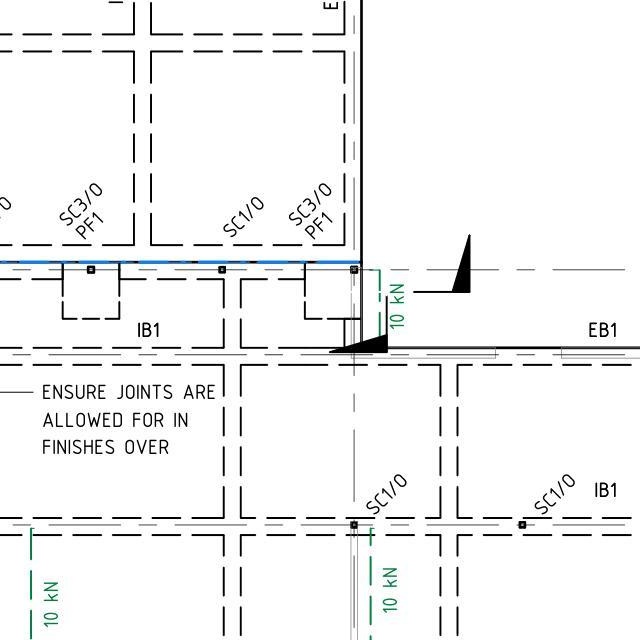 SC3/0
PF1
SC1/0
SC3/0
PF1
10 kN
IB1
EB1
ENSURE JOINTS ARE
ALLOWED FOR IN
FINISHES OVER
SC1/0
SC1/0
IB1
10 kN
10 kN